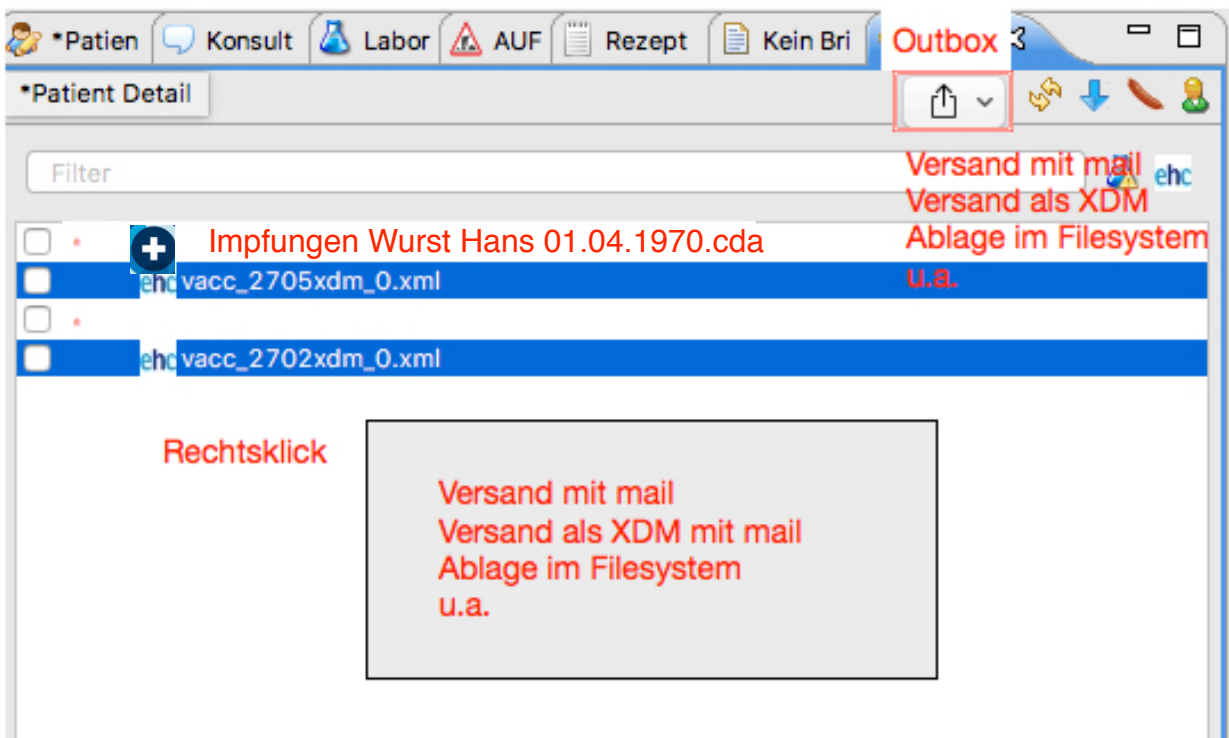 *Patien Konsult Labor AUF Rezept Kein Bri Outbox
*Patient Detail
Filter
Versand mit mail
ehc
Versand als XDM
Ablage im Filesystem
u.a.
Impfungen Wurst Hans 01.04.1970.cda
ehc vacc_2705xdm_0.xml
ehc vacc_2702xdm_0.xml
Rechtsklick
Versand mit mail
Versand als XDM mit mail
Ablage im Filesystem
u.a.